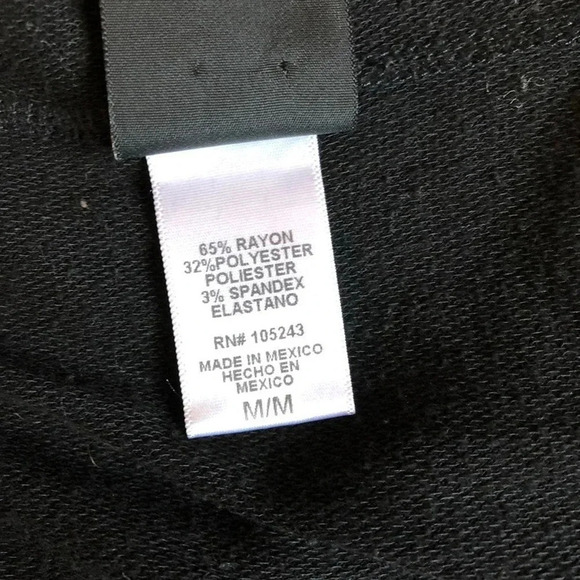 65% RAYON
32%POLYESTER
POLIESTER
3% SPANDEX
ELASTANO
RN# 105243
MADE IN MEXICO
HECHO EN
MEXICO
M/M